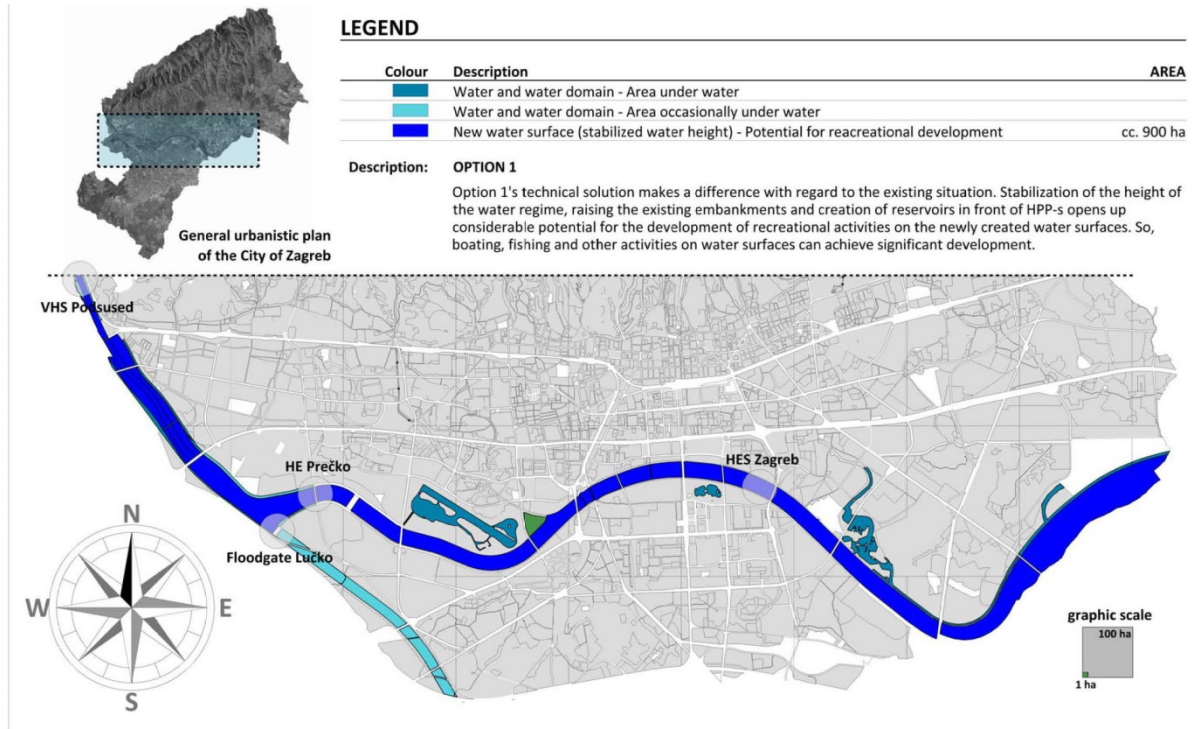 LEGEND
Colour Description AREA
Water and water domain - Area under water
Water and water domain - Area occasionally under water
New water surface (stabilized water height) - Potential for reacreational development cc. 900 ha
Description: OPTION 1
Option 1's technical solution makes a difference with regard to the existing situation. Stabilization of the height of
the water regime, raising the existing embankments and creation of reservoirs in front of HPP-s opens up
considerable potential for the development of recreational activities on the newly created water surfaces. So,
boating, fishing and other activities on water surfaces can achieve significant development.
General urbanistic plan
of the City of Zagreb
VHS Podsused
HE Prečko
HES Zagreb
Floodgate Lučko
N
W
E
S
graphic scale
100 ha
1 ha